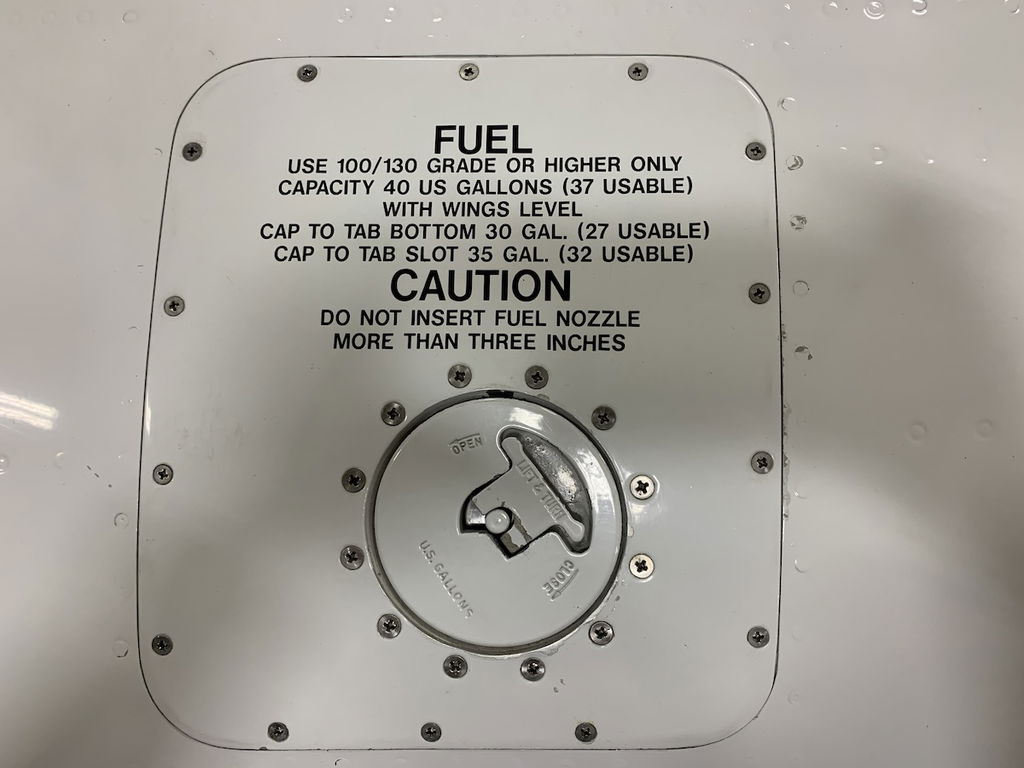 FUEL
USE 100/130 GRADE OR HIGHER ONLY
CAPACITY 40 US GALLONS (37 USABLE)
WITH WINGS LEVEL
CAP TO TAB BOTTOM 30 GAL. (27 USABLE)
CAP TO TAB SLOT 35 GAL. (32 USABLE)
CAUTION
DO NOT INSERT FUEL NOZZLE
MORE THAN THREE INCHES
OPEN
LIFT & TURN
CLOSE
U.S. GALLONS